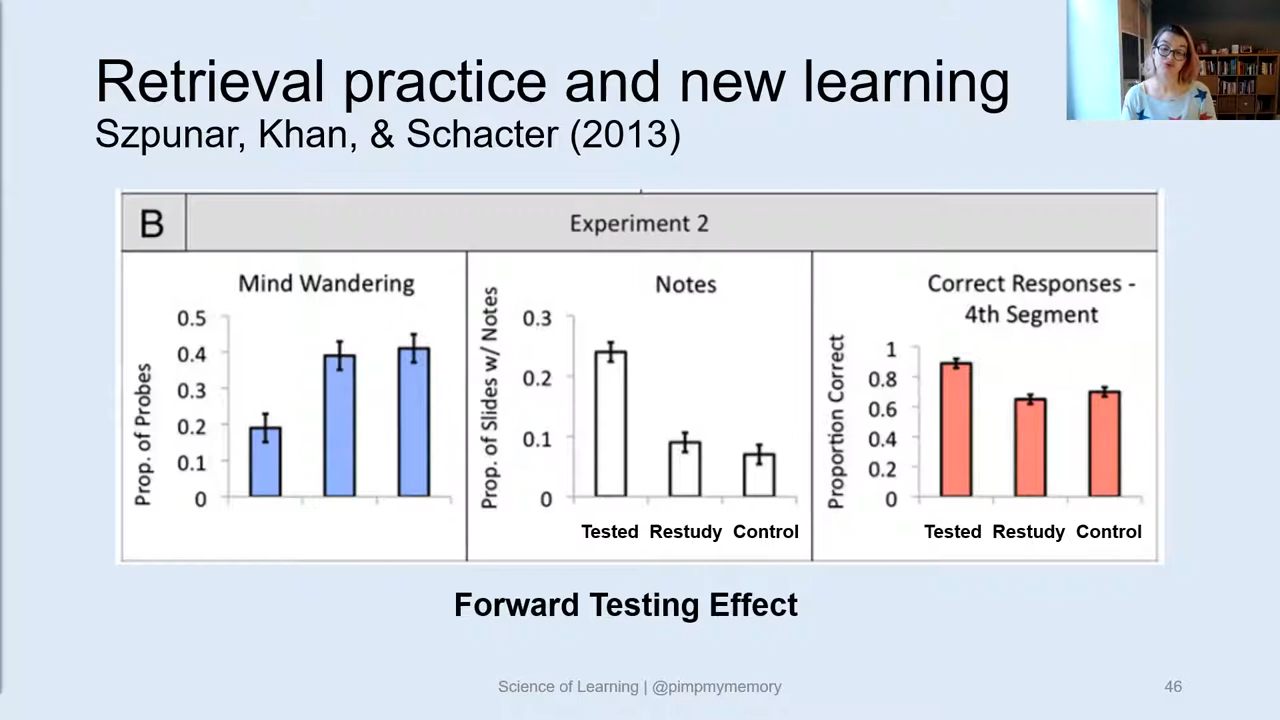 Retrieval practice and new learning
Szpunar, Khan, & Schacter (2013)
B
Experiment 2
Mind Wandering
Prop. of Probes
0.5
0.4
0.3
0.2
0.1
0
Notes
Prop. of Slides w/ Notes
0.3
0.2
0.1
0
Tested Restudy Control
Correct Responses -
4th Segment
Proportion Correct
1
0.8
0.6
0.4
0.2
0
Tested Restudy Control
Forward Testing Effect
Science of Learning | @pimpmymemory
46